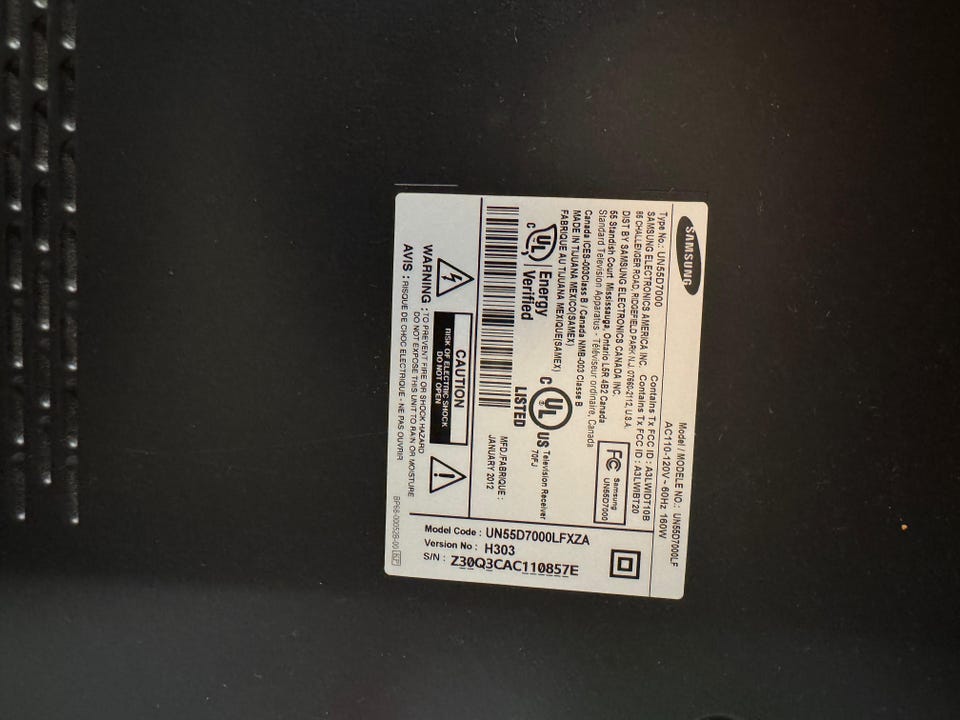 SAMSUNG
Model / MODELE NO.: UN55D7000LF
Type No.: UN55D7000
AC110-120V~ 60Hz 160W
SAMSUNG ELECTRONICS AMERICA INC.
Contains Tx FCC ID : A3LWIDT10B
85 CHALLENGER ROAD, RIDGEFIELD PARK N.J. 07660-2112, U.S.A.
Contains Tx FCC ID : A3LWIBT20
DIST BY SAMSUNG ELECTRONICS CANADA INC.
55 Standish Court Mississauga, Ontario L5R 4B2 Canada
Standard Television Apparatus - Téléviseur ordinaire, Canada
Canada ICES-003Class B / Canada NMB-003 Classe B
MADE IN TIJUANA MEXICO(SAMEX)
FABRIQUE AU TIJUANA MEXIQUE(SAMEX)
FC Samsung
UN55D7000
C UL Energy
Verified
C UL US
LISTED
Television Receiver
70FJ
MFD/FABRIQUE :
JANUARY 2012
CAUTION
RISK OF ELECTRIC SHOCK
DO NOT OPEN
WARNING : TO PREVENT FIRE OR SHOCK HAZARD
DO NOT EXPOSE THIS UNIT TO RAIN OR MOISTURE
AVIS : RISQUE DE CHOC ELECTRIQUE - NE PAS OUVRIR
Model Code : UN55D7000LFXZA
Version No : H303
S/N : Z30Q3CAC110857E